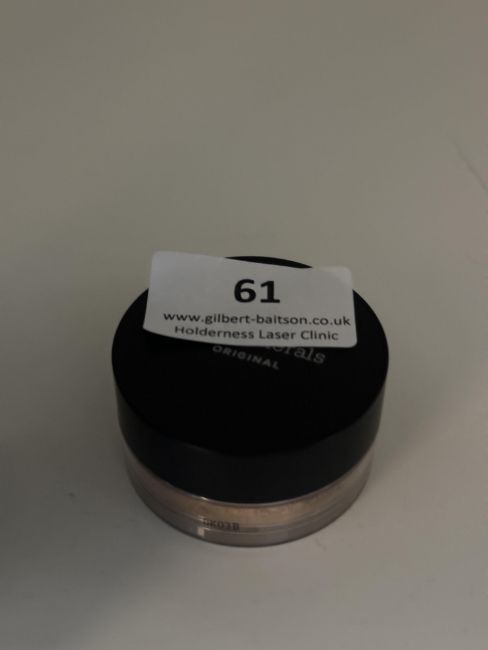 61
www.gilbert-baitson.co.uk
Holderness Laser Clinic
ORIGINAL